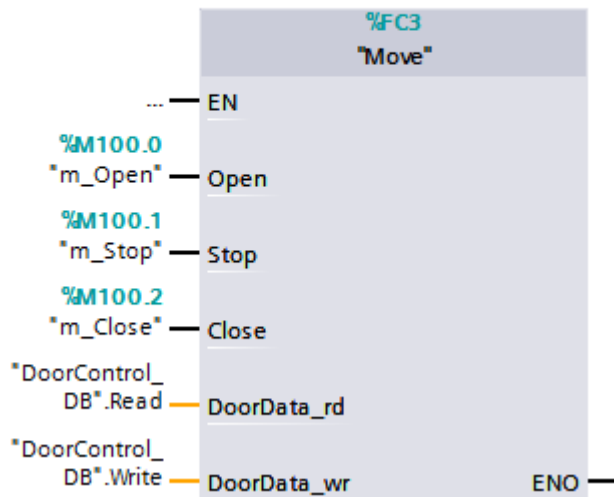 %FC3
"Move"
... EN
%M100.0
"m_Open" Open
%M100.1
"m_Stop" Stop
%M100.2
"m_Close" Close
"DoorControl_
DB".Read DoorData_rd
"DoorControl_
DB".Write DoorData_wr ENO